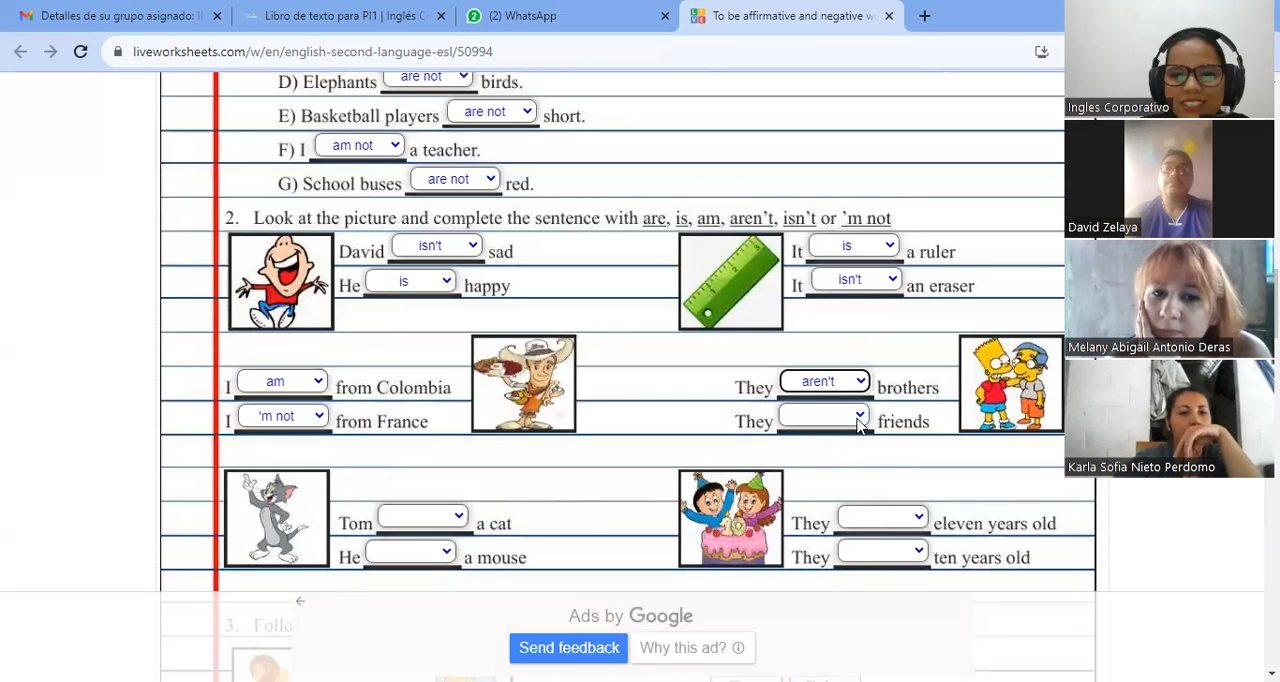 Detalles de su grupo asignado: I
Libro de texto para PI1 | Inglés C
2 (2) WhatsApp
To be affirmative and negative w
liveworksheets.com/w/en/english-second-language-esl/50994
D) Elephants are not birds.
E) Basketball players are not short.
F) I am not a teacher.
G) School buses are not red.
2. Look at the picture and complete the sentence with are, is, am, aren't, isn't or 'm not
David isn't sad
He is happy
It is a ruler
It isn't an eraser
I am from Colombia
I 'm not from France
They aren't brothers
They friends
Tom a cat
He a mouse
They eleven years old
They ten years old
3. Follo
Ads by Google
Send feedback
Why this ad?
Ingles Corporativo
David Zelaya
Melany Abigail Antonio Deras
Karla Sofia Nieto Perdomo